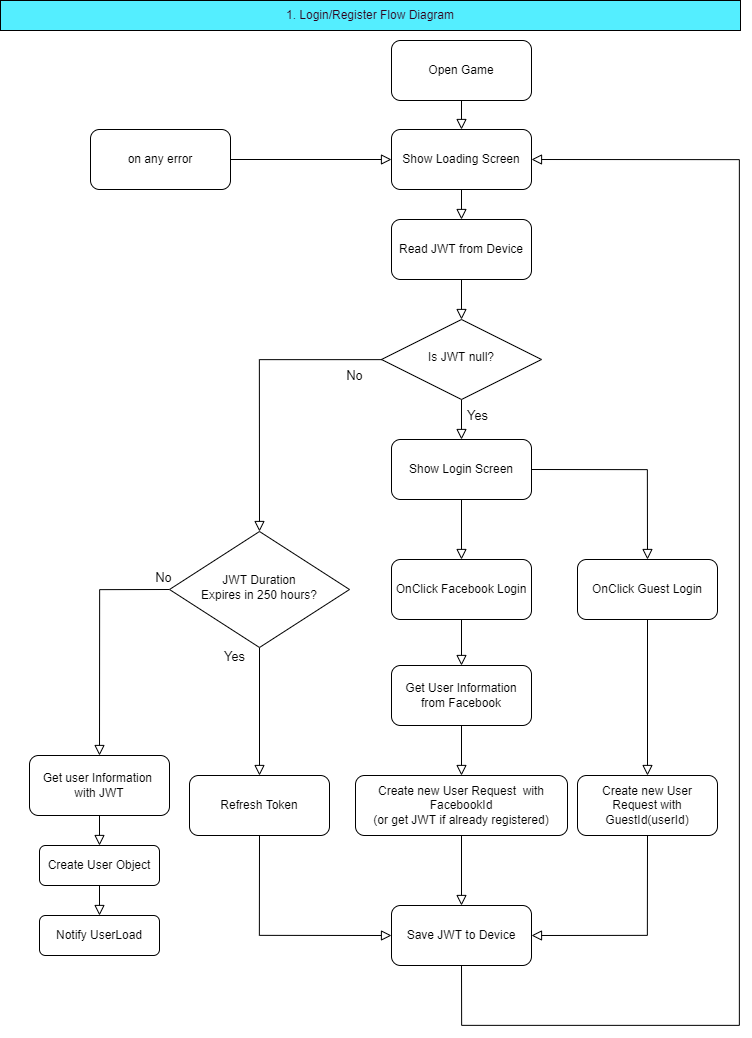 1. Login/Register Flow Diagram
Open Game
on any error
Show Loading Screen
Read JWT from Device
Is JWT null?
No
Yes
Show Login Screen
No
JWT Duration
Expires in 250 hours?
OnClick Facebook Login
OnClick Guest Login
Yes
Get User Information
from Facebook
Get user Information
with JWT
Refresh Token
Create new User Request with
FacebookId
(or get JWT if already registered)
Create new User
Request with
GuestId(userId)
Create User Object
Notify UserLoad
Save JWT to Device